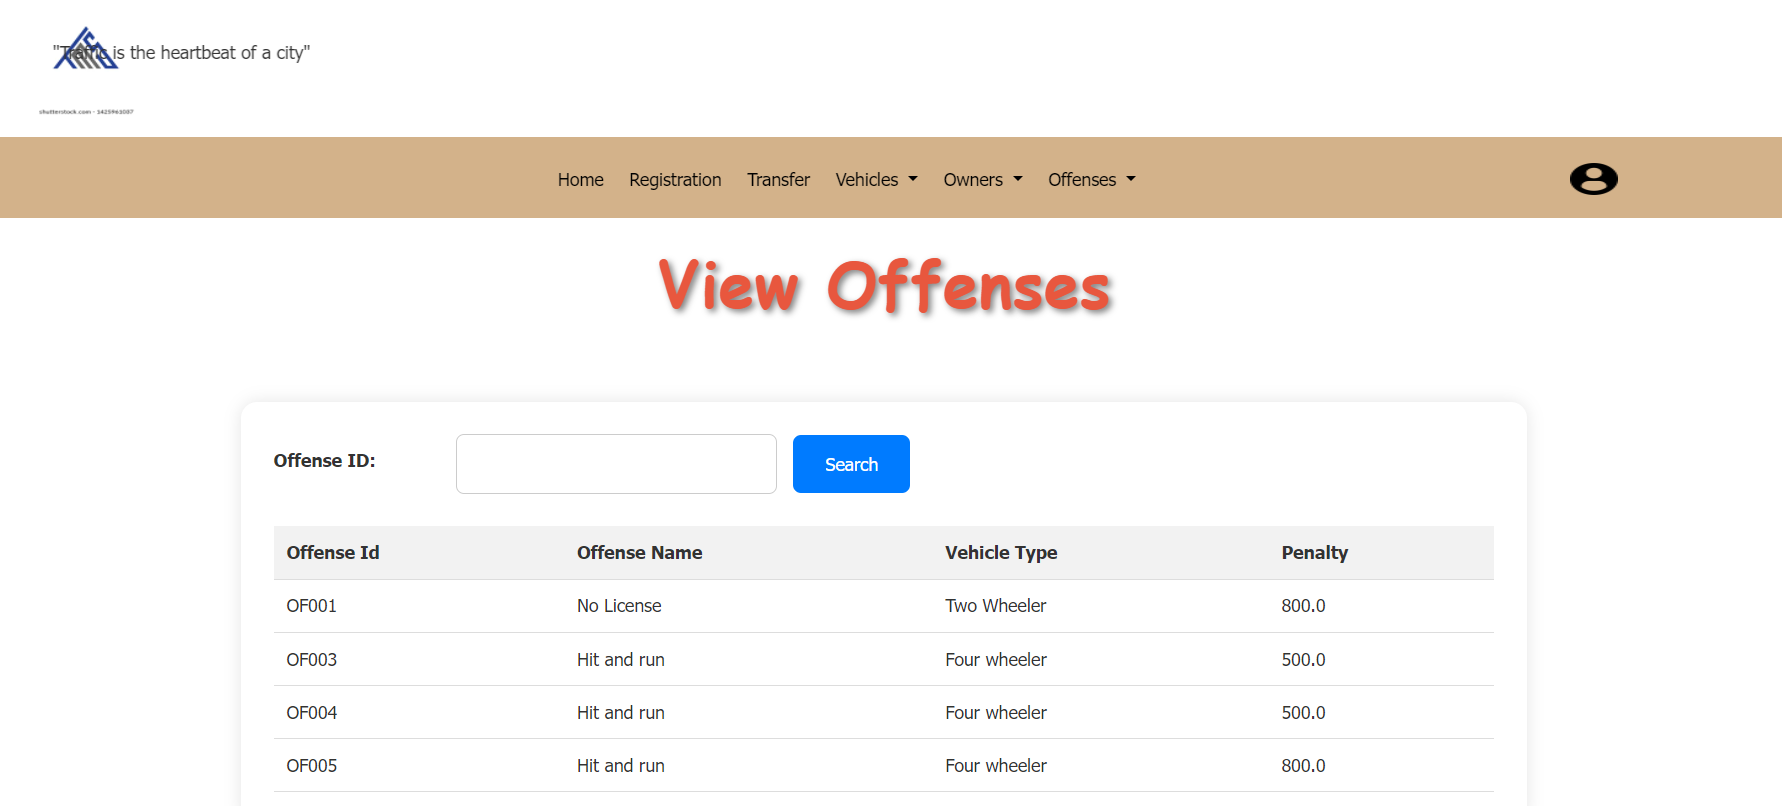 "Traffic is the heartbeat of a city"
shutterstock.com · 1425961087
Home Registration Transfer Vehicles Owners Offenses
View Offenses
Offense ID: Search
Offense Id Offense Name Vehicle Type Penalty
OF001 No License Two Wheeler 800.0
OF003 Hit and run Four wheeler 500.0
OF004 Hit and run Four wheeler 500.0
OF005 Hit and run Four wheeler 800.0